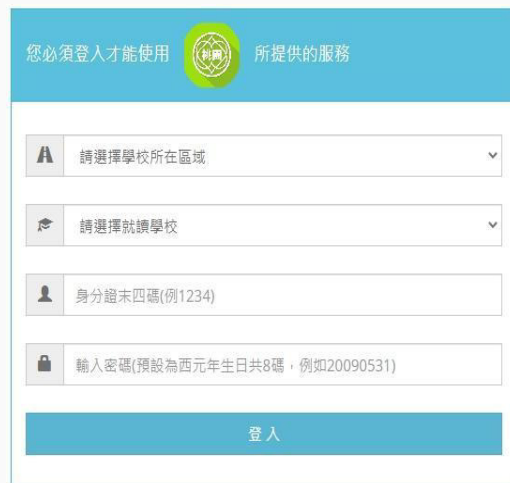 您必須登入才能使用 桃園 所提供的服務
請選擇學校所在區域
請選擇就讀學校
身分證末四碼(例1234)
輸入密碼(預設為西元年生日共8碼，例如20090531)
登入